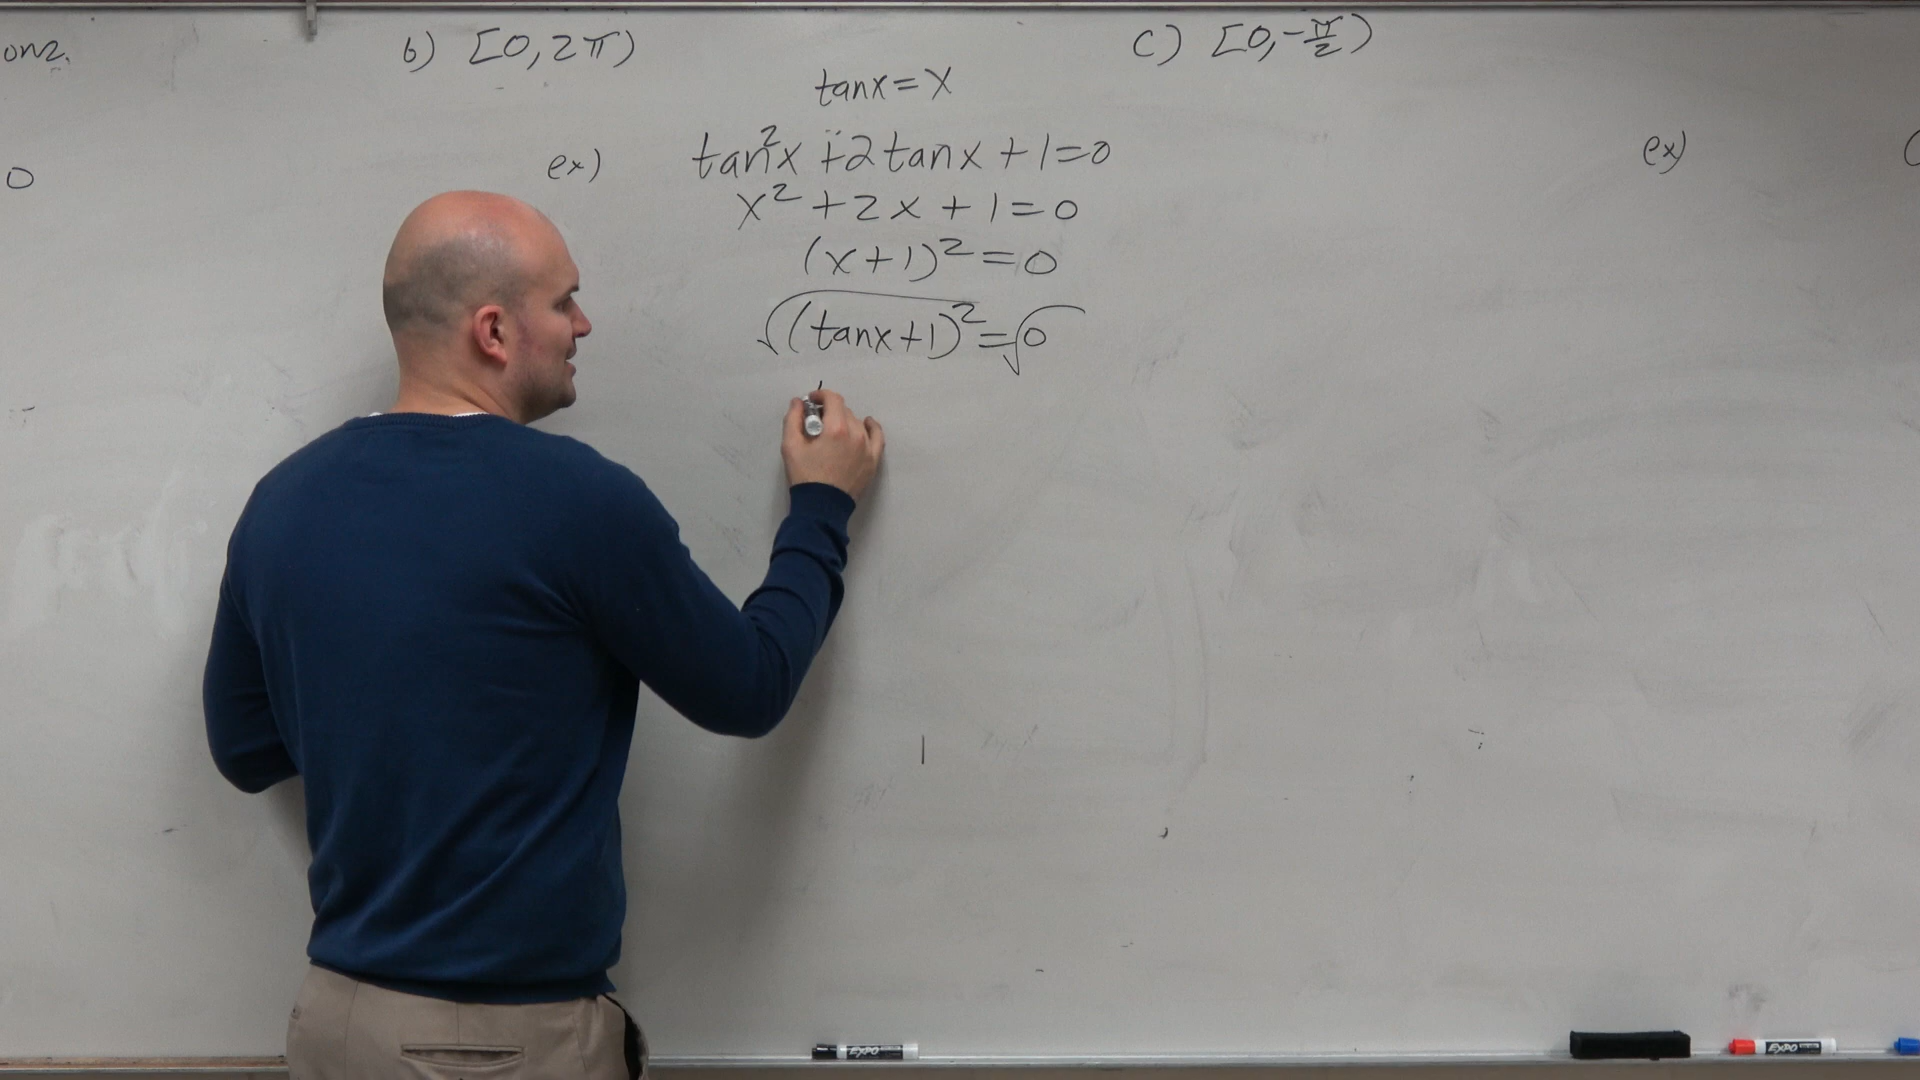 b) [0, 2π)
c) [0, -π/2)
tanx = x
ex) tan²x + 2tanx + 1 = 0
ex)
0
x² + 2x + 1 = 0
(x+1)² = 0
√(tanx+1)² = √0
EXPO
EXPO